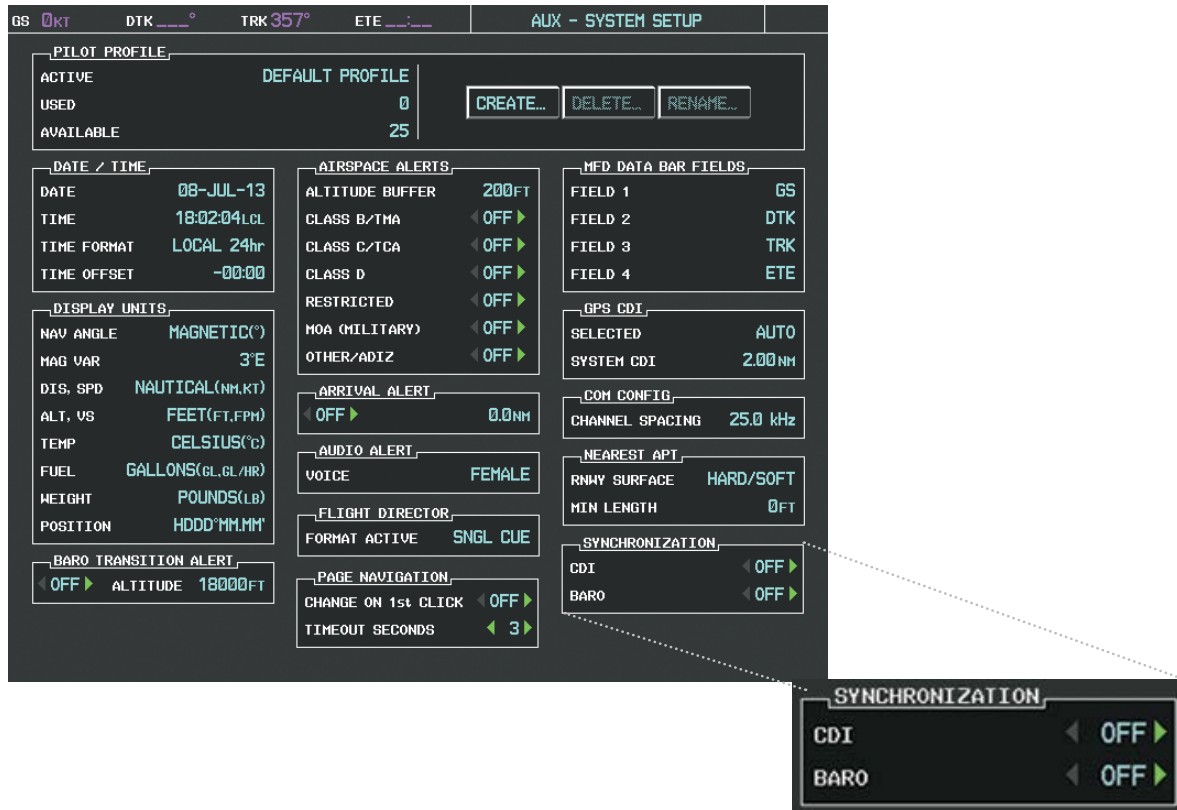 GS 0KT DTK ___° TRK 357° ETE __:__ AUX - SYSTEM SETUP
PILOT PROFILE
ACTIVE DEFAULT PROFILE
USED 0
AVAILABLE 25
CREATE... DELETE... RENAME...
DATE / TIME
DATE 08-JUL-13
TIME 18:02:04LCL
TIME FORMAT LOCAL 24hr
TIME OFFSET -00:00
DISPLAY UNITS
NAV ANGLE MAGNETIC(°)
MAG VAR 3°E
DIS, SPD NAUTICAL(NM,KT)
ALT, VS FEET(FT,FPM)
TEMP CELSIUS(°C)
FUEL GALLONS(GL,GL/HR)
WEIGHT POUNDS(LB)
POSITION HDDD°MM.MM'
BARO TRANSITION ALERT
OFF ALTITUDE 18000FT
AIRSPACE ALERTS
ALTITUDE BUFFER 200FT
CLASS B/TMA OFF
CLASS C/TCA OFF
CLASS D OFF
RESTRICTED OFF
MOA (MILITARY) OFF
OTHER/ADIZ OFF
ARRIVAL ALERT
OFF 0.0NM
AUDIO ALERT
VOICE FEMALE
FLIGHT DIRECTOR
FORMAT ACTIVE SNGL CUE
PAGE NAVIGATION
CHANGE ON 1st CLICK OFF
TIMEOUT SECONDS 3
MFD DATA BAR FIELDS
FIELD 1 GS
FIELD 2 DTK
FIELD 3 TRK
FIELD 4 ETE
GPS CDI
SELECTED AUTO
SYSTEM CDI 2.00NM
COM CONFIG
CHANNEL SPACING 25.0 kHz
NEAREST APT
RNWY SURFACE HARD/SOFT
MIN LENGTH 0FT
SYNCHRONIZATION
CDI OFF
BARO OFF
SYNCHRONIZATION
CDI OFF
BARO OFF